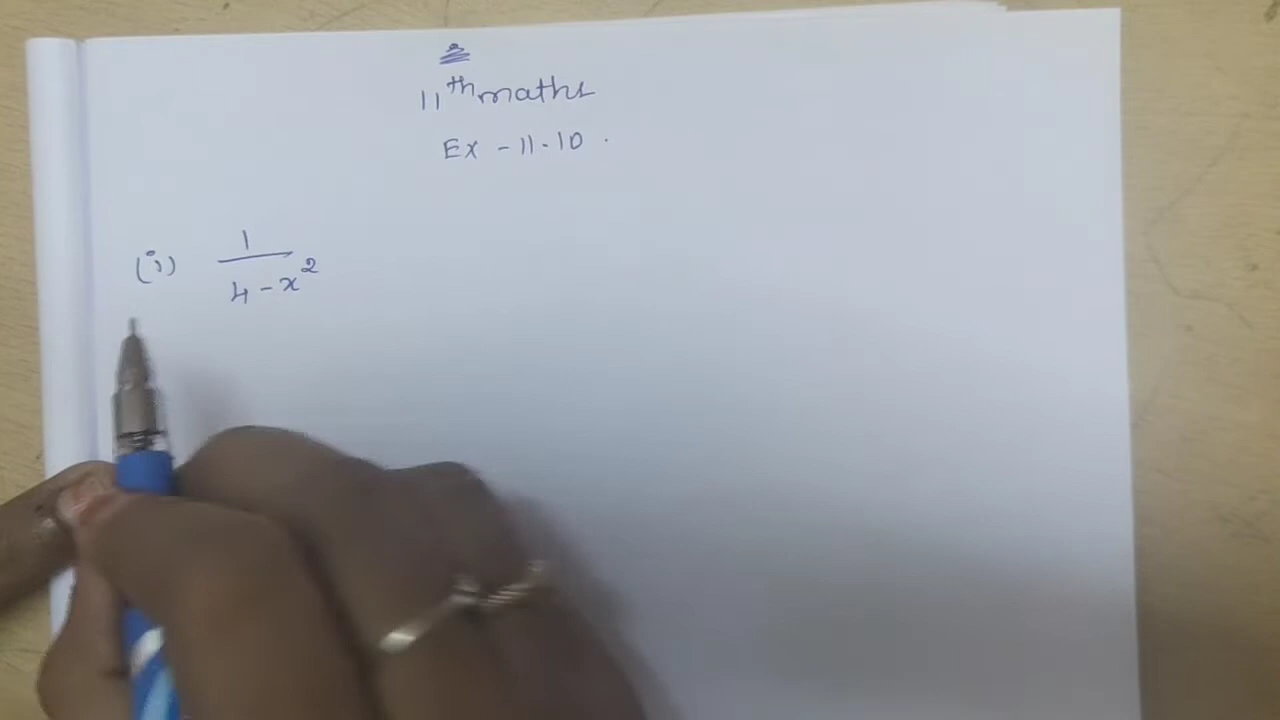 11th maths
Ex - 11.10 .
(i) 1 / 4 - x²